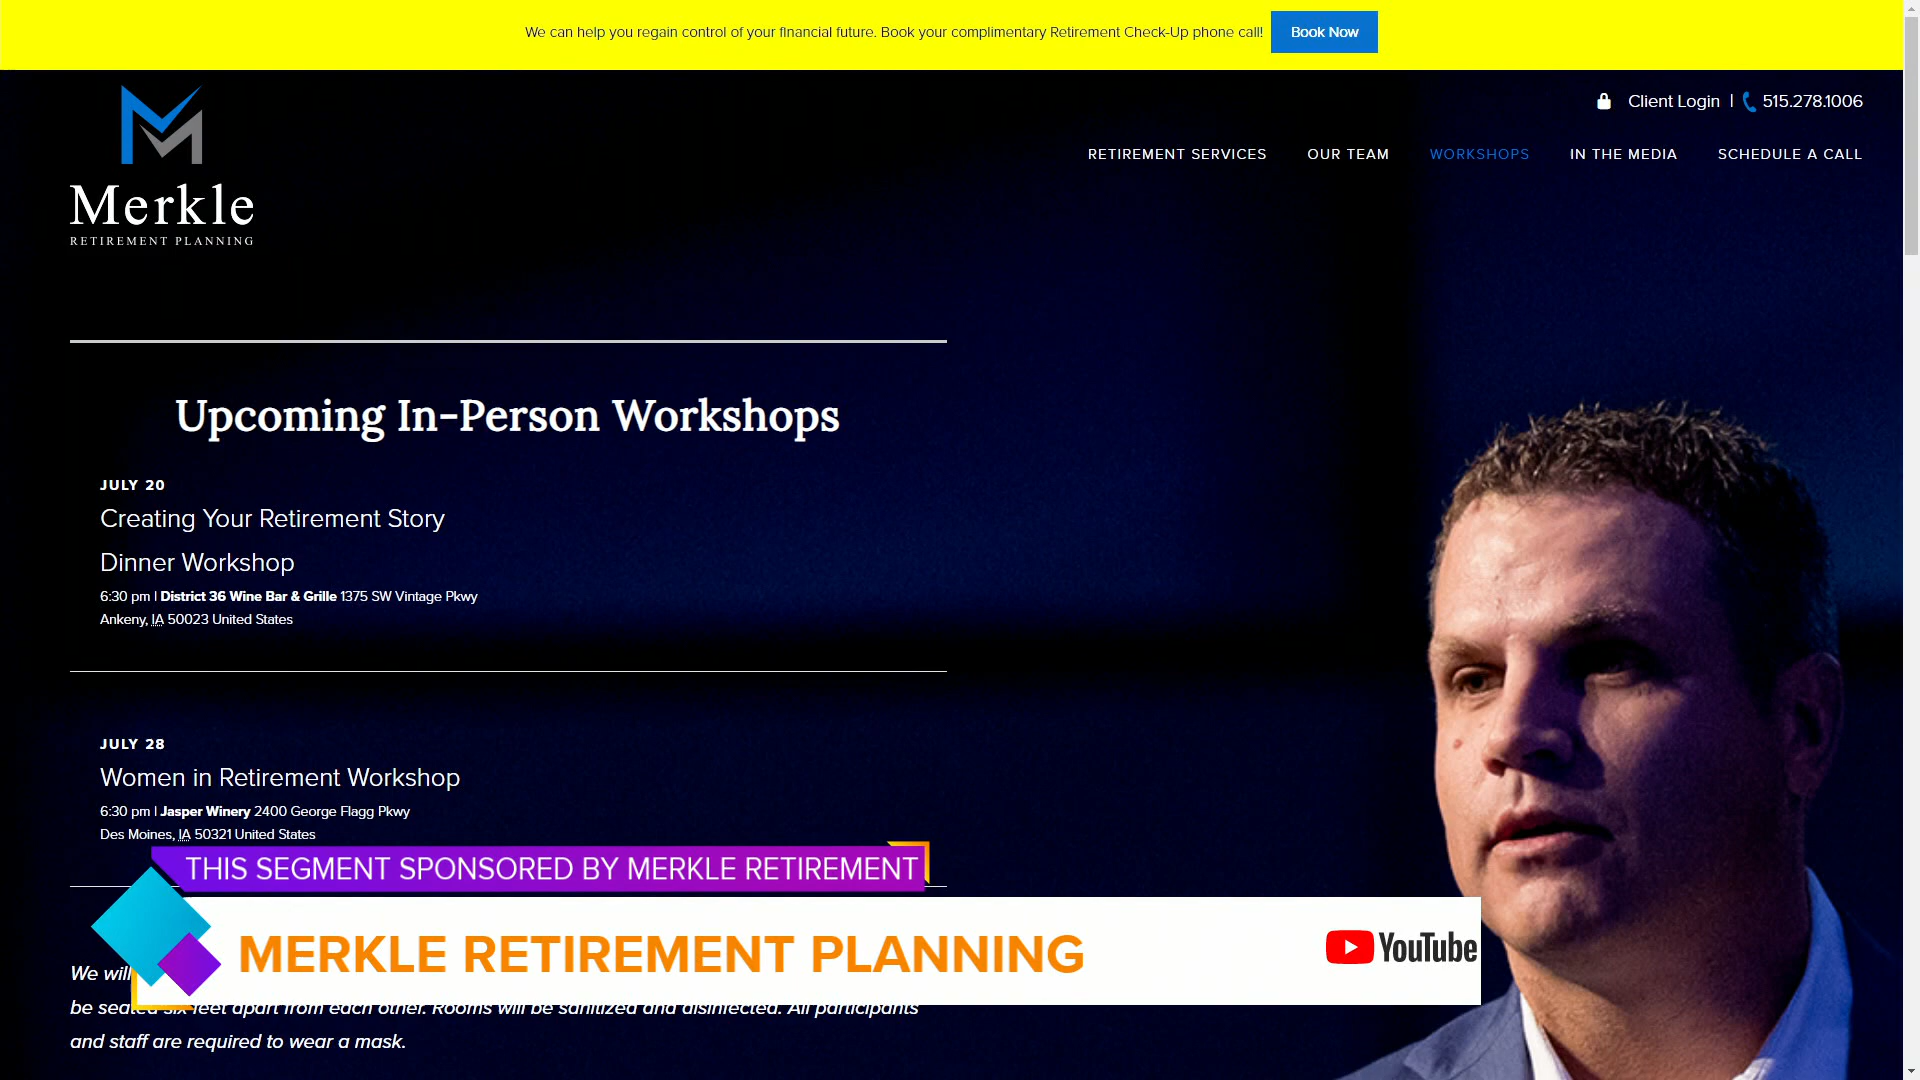 We can help you regain control of your financial future. Book your complimentary Retirement Check-Up phone call! Book Now
Client Login | 515.278.1006
Merkle
RETIREMENT PLANNING
RETIREMENT SERVICES OUR TEAM WORKSHOPS IN THE MEDIA SCHEDULE A CALL
Upcoming In-Person Workshops
JULY 20
Creating Your Retirement Story
Dinner Workshop
6:30 pm | District 36 Wine Bar & Grille 1375 SW Vintage Pkwy
Ankeny, IA 50023 United States
JULY 28
Women in Retirement Workshop
6:30 pm | Jasper Winery 2400 George Flagg Pkwy
Des Moines, IA 50321 United States
THIS SEGMENT SPONSORED BY MERKLE RETIREMENT
MERKLE RETIREMENT PLANNING
YouTube
We will
be seated six feet apart from each other. Rooms will be sanitized and disinfected. All participants
and staff are required to wear a mask.